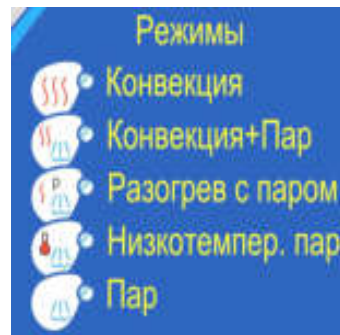 Режимы
Конвекция
Конвекция+Пар
Разогрев с паром
Низкотемпер. пар
Пар